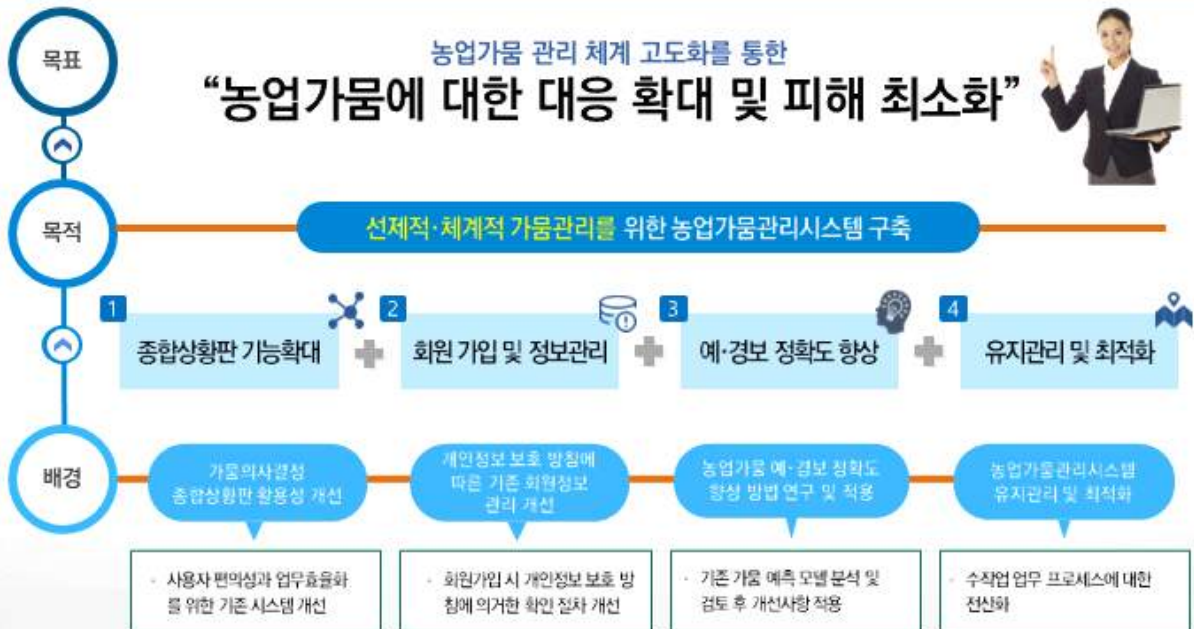 목표
농업가뭄 관리 체계 고도화를 통한
“농업가뭄에 대한 대응 확대 및 피해 최소화”
목적
선제적·체계적 가뭄관리를 위한 농업가뭄관리시스템 구축
1
종합상황판 기능확대
2
회원 가입 및 정보관리
3
예·경보 정확도 향상
4
유지관리 및 최적화
배경
가뭄의사결정
종합상황판 활용성 개선
개인정보 보호 방침에
따른 기존 회원정보
관리 개선
농업가뭄 예·경보 정확도
향상 방법 연구 및 적용
농업가뭄관리시스템
유지관리 및 최적화
· 사용자 편의성과 업무효율화
를 위한 기존 시스템 개선
· 회원가입 시 개인정보 보호 방
침에 의거한 확인 절차 개선
· 기존 가뭄 예측 모델 분석 및
검토 후 개선사항 적용
· 수작업 업무 프로세스에 대한
전산화